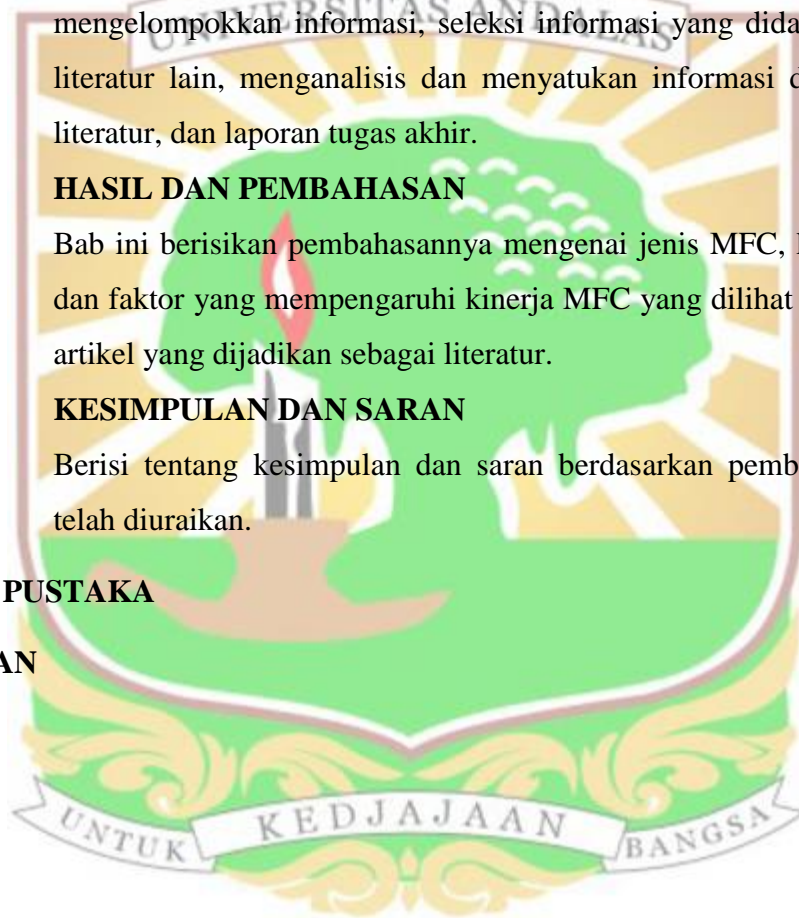 UNIVERSITAS ANDALAS
mengelompokkan informasi, seleksi informasi yang dida
literatur lain, menganalisis dan menyatukan informasi d
literatur, dan laporan tugas akhir.
HASIL DAN PEMBAHASAN
Bab ini berisikan pembahasannya mengenai jenis MFC,
dan faktor yang mempengaruhi kinerja MFC yang dilihat
artikel yang dijadikan sebagai literatur.
KESIMPULAN DAN SARAN
Berisi tentang kesimpulan dan saran berdasarkan pemb
telah diuraikan.
PUSTAKA
AN
UNTUK KEDJAJAAN BANGSA